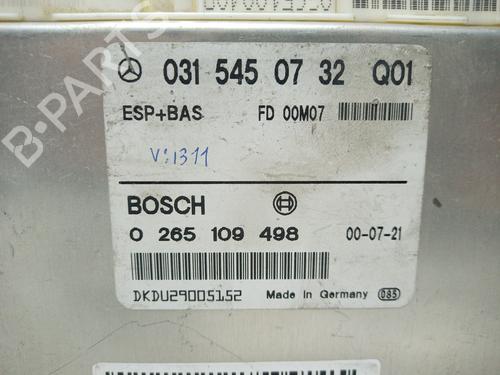 031 545 07 32 Q01
ESP+BAS FD 00M07
V:1311
BOSCH
0 265 109 498 00-07-21
DKDU29005152 Made in Germany 085
B-PARTS